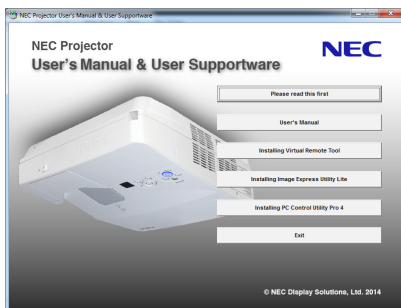 NEC Projector User's Manual & User Supportware
NEC Projector
NEC
User's Manual & User Supportware
Please read this first
User's Manual
Installing Virtual Remote Tool
Installing Image Express Utility Lite
Installing PC Control Utility Pro 4
Exit
© NEC Display Solutions, Ltd. 2014